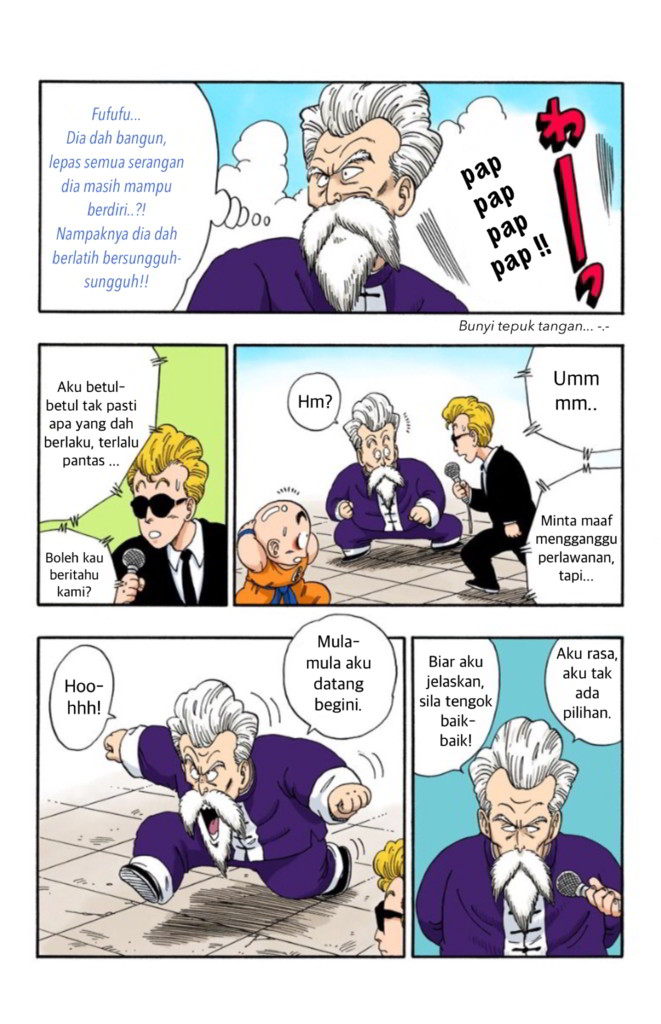 わーっ
pap
pap
pap
pap !!
Fufufu...
Dia dah bangun,
lepas semua serangan
dia masih mampu
berdiri..?!
Nampaknya dia dah
berlatih bersungguh-
sungguh!!
Bunyi tepuk tangan... -.-
Umm
mm..
Minta maaf
mengganggu
perlawanan,
tapi...
Hm?
Aku betul-
betul tak pasti
apa yang dah
berlaku, terlalu
pantas ...
Boleh kau
beritahu
kami?
Aku rasa,
aku tak
ada
pilihan.
Biar aku
jelaskan,
sila tengok
baik-
baik!
Mula-
mula aku
datang
begini.
Hoo-
hhh!